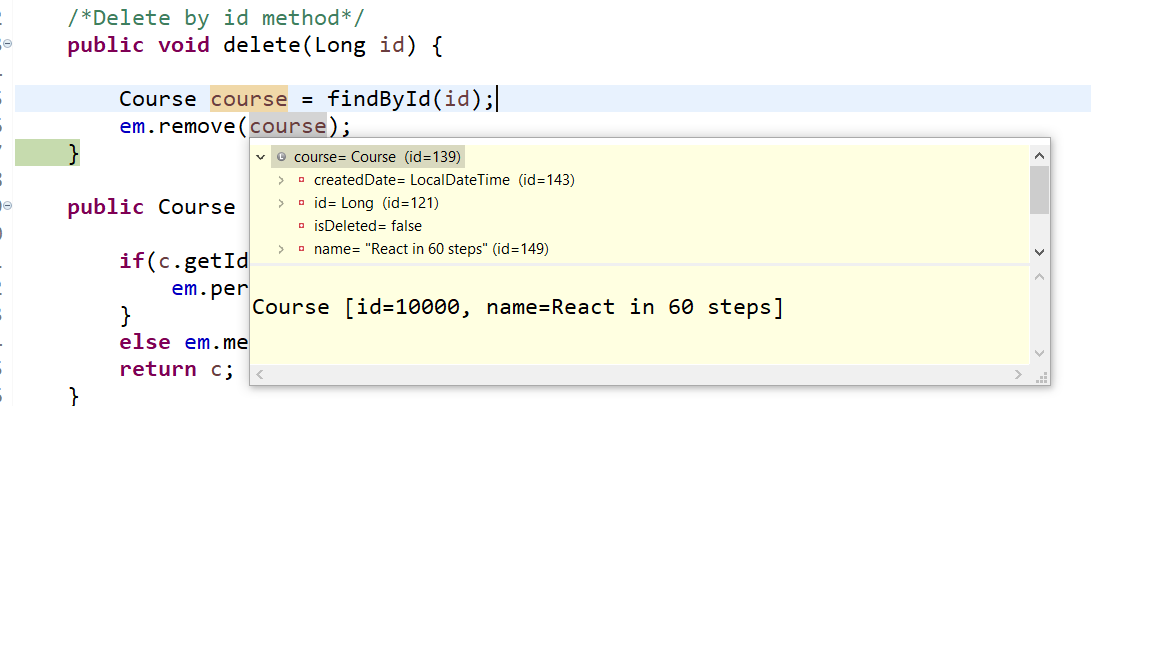 /*Delete by id method*/
public void delete(Long id) {
Course course = findById(id);
em.remove(course);
}
course= Course (id=139)
createdDate= LocalDateTime (id=143)
id= Long (id=121)
isDeleted= false
name= "React in 60 steps" (id=149)
Course [id=10000, name=React in 60 steps]
public Course
if(c.getId
em.per
}
else em.me
return c;
}